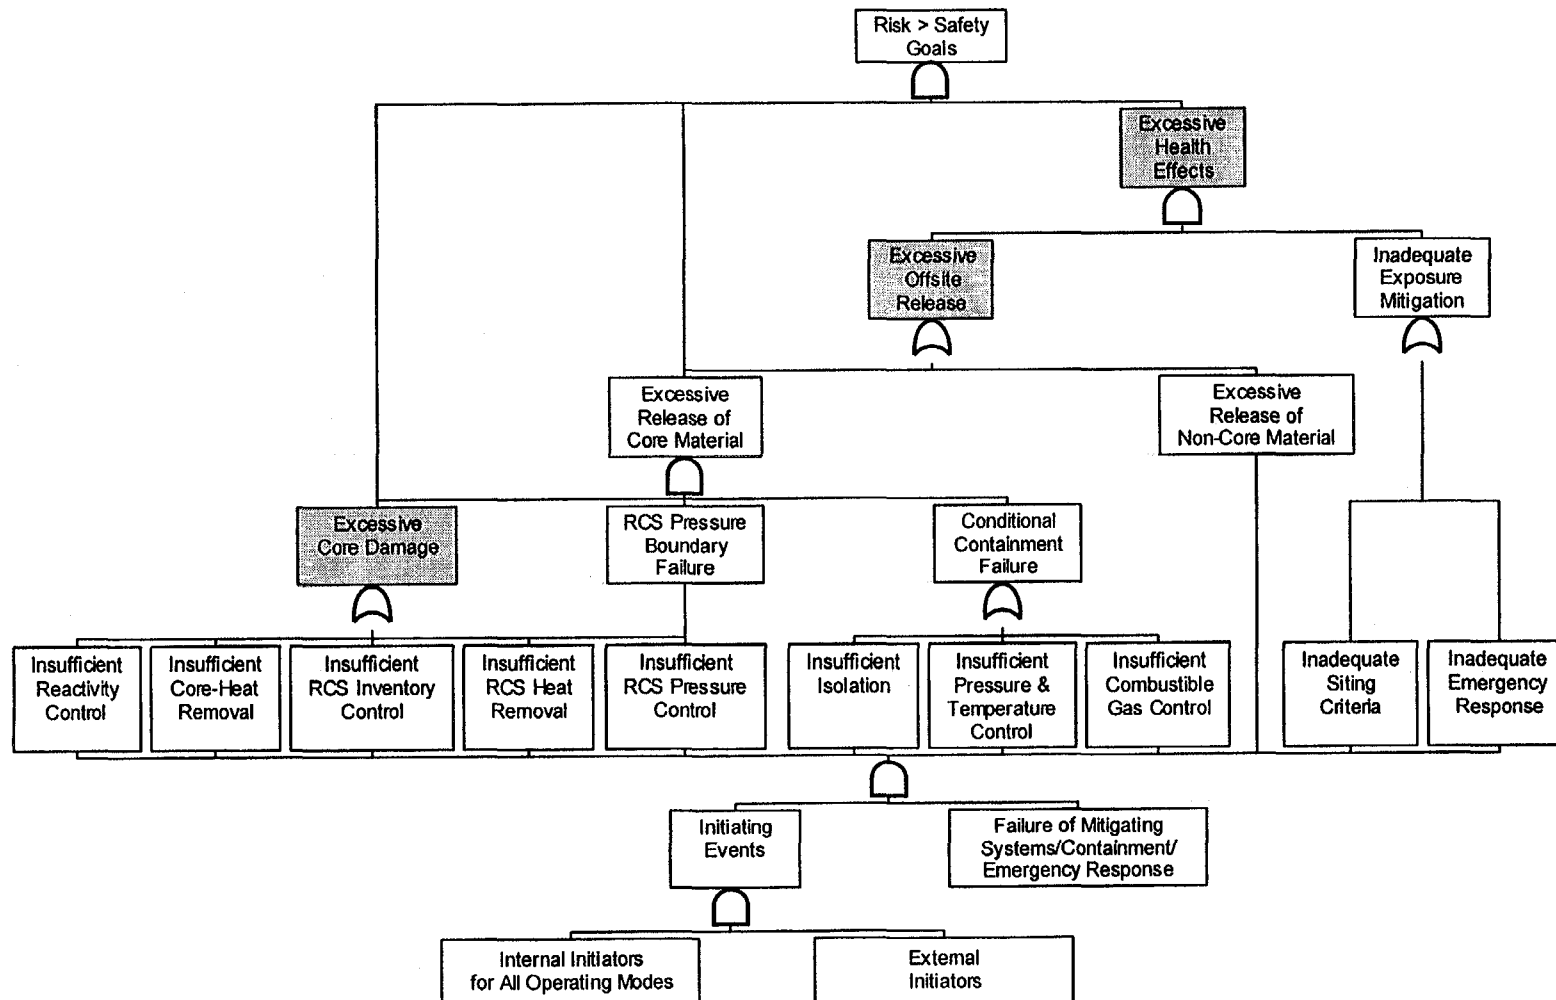 Risk > Safety
Goals
Excessive
Health
Effects
Excessive
Offsite
Release
Inadequate
Exposure
Mitigation
Excessive
Release of
Core Material
Excessive
Release of
Non-Core Material
Excessive
Core Damage
RCS Pressure
Boundary
Failure
Conditional
Containment
Failure
Insufficient
Reactivity
Control
Insufficient
Core-Heat
Removal
Insufficient
RCS Inventory
Control
Insufficient
RCS Heat
Removal
Insufficient
RCS Pressure
Control
Insufficient
Isolation
Insufficient
Pressure &
Temperature
Control
Insufficient
Combustible
Gas Control
Inadequate
Siting
Criteria
Inadequate
Emergency
Response
Initiating
Events
Failure of Mitigating
Systems/Containment/
Emergency Response
Internal Initiators
for All Operating Modes
External
Initiators